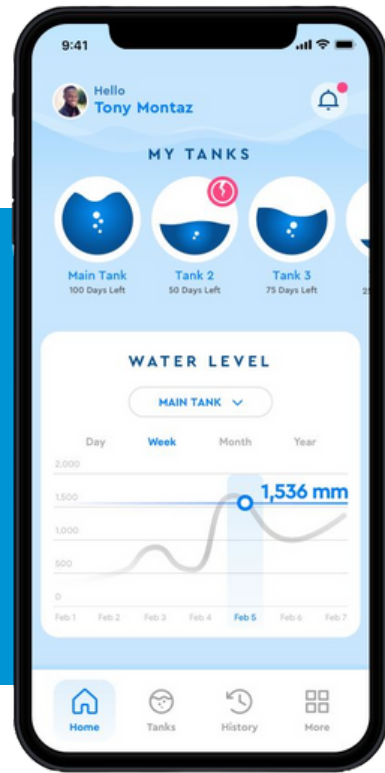 9:41
Hello
Tony Montaz
MY TANKS
Main Tank
100 Days Left
Tank 2
50 Days Left
Tank 3
75 Days Left
WATER LEVEL
MAIN TANK
Day Week Month Year
2,000
1,500
1,536 mm
1,000
500
0
Feb 1 Feb 2 Feb 3 Feb 4 Feb 5 Feb 6 Feb 7
Home Tanks History More